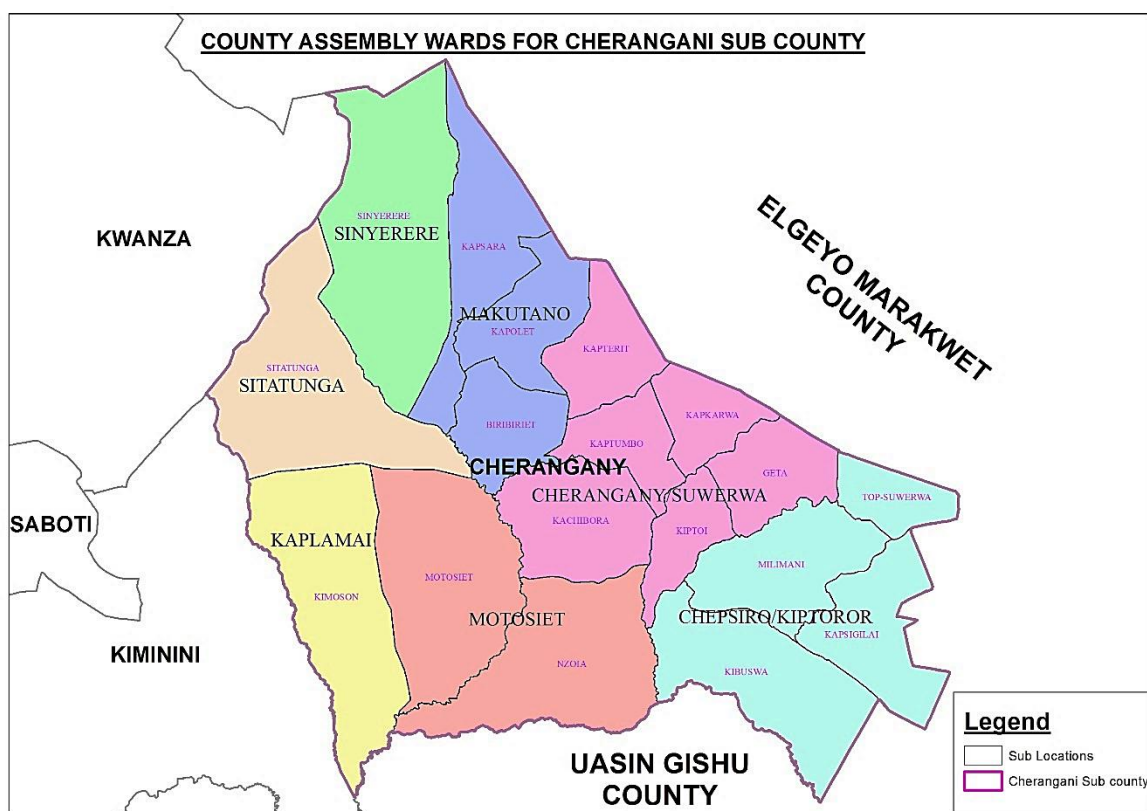 COUNTY ASSEMBLY WARDS FOR CHERANGANI SUB COUNTY
KWANZA
SINYERERE
SINYERERE
KAPSARA
ELGEYO MARAKWET
COUNTY
MAKUTANO
KAPOLET
KAPTERIT
SITATUNGA
SITATUNGA
BIRIBIRIET
KAPKARWA
KAPTUMBO
CHERANGANY
GETA
CHERANGANY/SUWERWA
TOP-SUWERWA
SABOTI
KACHIBORA
KIPTOI
KAPLAMAI
MOTOSIET
MILIMANI
KIMOSON
MOTOSIET
CHEPSIRO/KIPTOROR
KAPSIGILAI
KIMININI
NZOIA
KIBUSWA
UASIN GISHU
COUNTY
Legend
Sub Locations
Cherangani Sub county